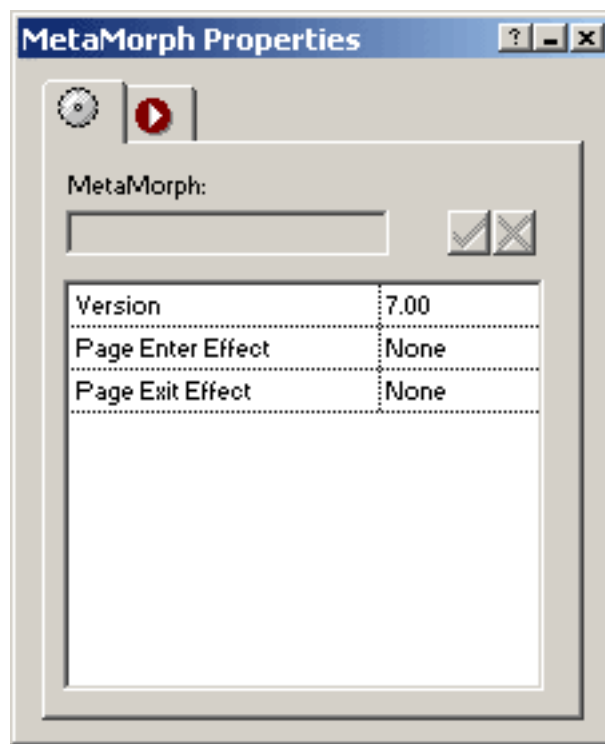 MetaMorph Properties
MetaMorph:
Version 7.00
Page Enter Effect None
Page Exit Effect None